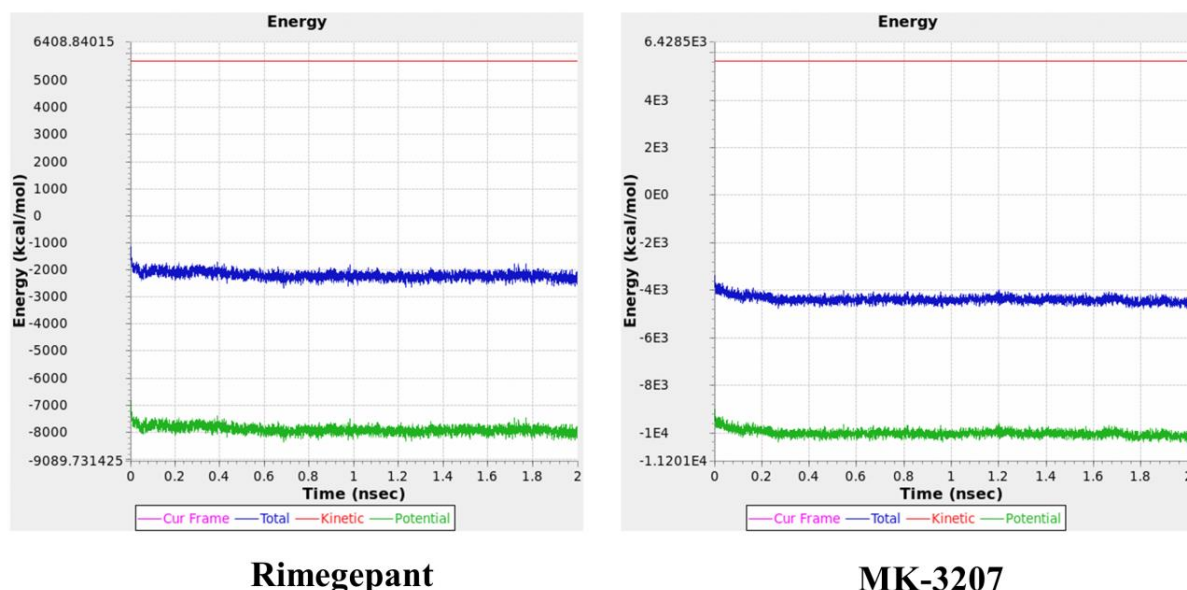 Energy
6408.84015
5000
4000
3000
2000
1000
0
-1000
-2000
-3000
-4000
-5000
-6000
-7000
-8000
-9089.731425
Energy (kcal/mol)
0 0.2 0.4 0.6 0.8 1 1.2 1.4 1.6 1.8 2
Time (nsec)
Cur Frame Total Kinetic Potential
Rimegepant
Energy
6.4285E3
4E3
2E3
0E0
-2E3
-4E3
-6E3
-8E3
-1E4
-1.1201E4
Energy (kcal/mol)
0 0.2 0.4 0.6 0.8 1 1.2 1.4 1.6 1.8 2
Time (nsec)
Cur Frame Total Kinetic Potential
MK-3207